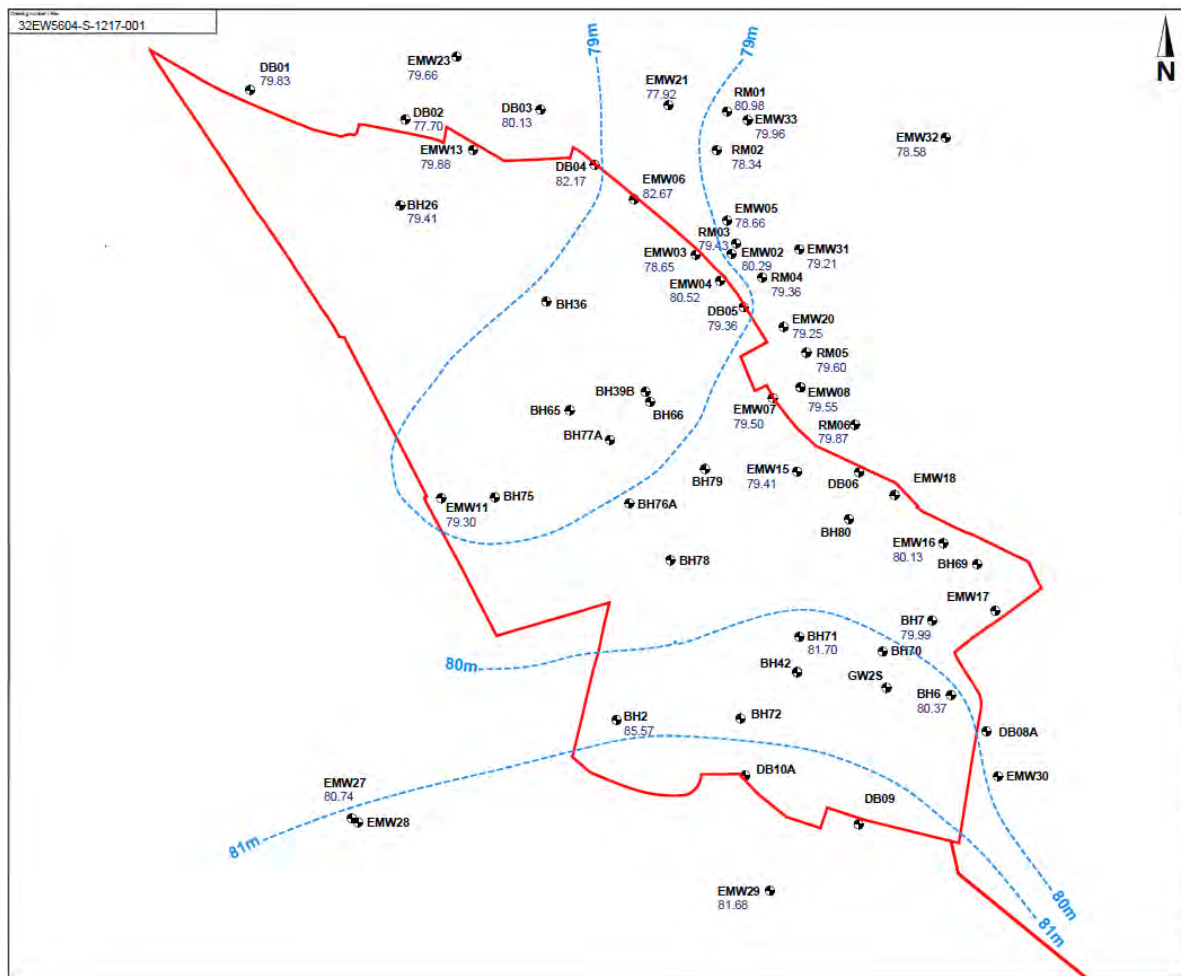 Drawing number / Rev.
32EW5604-S-1217-001
N
79m
79m
EMW23
79.66
DB01
79.83
EMW21
77.92
DB03
80.13
RM01
80.98
DB02
77.70
EMW33
79.96
EMW32
78.58
EMW13
79.88
RM02
78.34
DB04
82.17
EMW06
82.67
BH26
79.41
EMW05
78.66
RM03
79.43
EMW03
78.65
EMW02
80.29
EMW31
79.21
RM04
79.36
EMW04
80.52
BH36
DB05
79.36
EMW20
79.25
RM05
79.60
BH39B
EMW08
79.55
BH65
BH66
EMW07
79.50
RM06
79.87
BH77A
BH79
EMW15
79.41
DB06
EMW18
BH75
EMW11
79.30
BH76A
BH80
EMW16
80.13
BH78
BH69
EMW17
BH7
79.99
BH71
81.70
BH70
80m
BH42
GW2S
BH6
80.37
BH2
85.57
BH72
DB08A
DB10A
EMW30
EMW27
80.74
EMW28
DB09
81m
EMW29
81.68
80m
81m